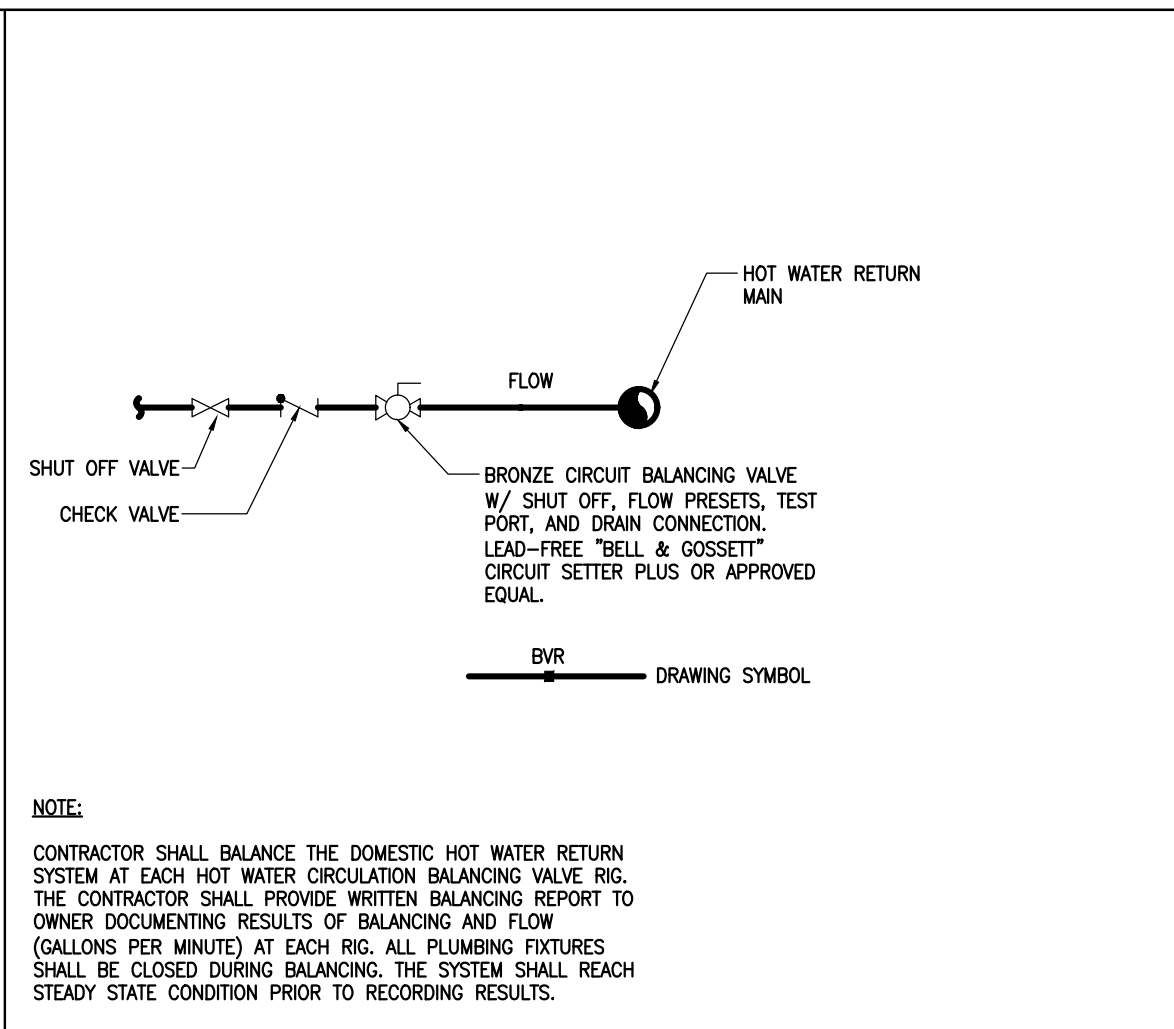 HOT WATER RETURN
MAIN
FLOW
SHUT OFF VALVE
CHECK VALVE
BRONZE CIRCUIT BALANCING VALVE
W/ SHUT OFF, FLOW PRESETS, TEST
PORT, AND DRAIN CONNECTION.
LEAD-FREE "BELL & GOSSETT"
CIRCUIT SETTER PLUS OR APPROVED
EQUAL.
BVR
DRAWING SYMBOL
NOTE:
CONTRACTOR SHALL BALANCE THE DOMESTIC HOT WATER RETURN
SYSTEM AT EACH HOT WATER CIRCULATION BALANCING VALVE RIG.
THE CONTRACTOR SHALL PROVIDE WRITTEN BALANCING REPORT TO
OWNER DOCUMENTING RESULTS OF BALANCING AND FLOW
(GALLONS PER MINUTE) AT EACH RIG. ALL PLUMBING FIXTURES
SHALL BE CLOSED DURING BALANCING. THE SYSTEM SHALL REACH
STEADY STATE CONDITION PRIOR TO RECORDING RESULTS.